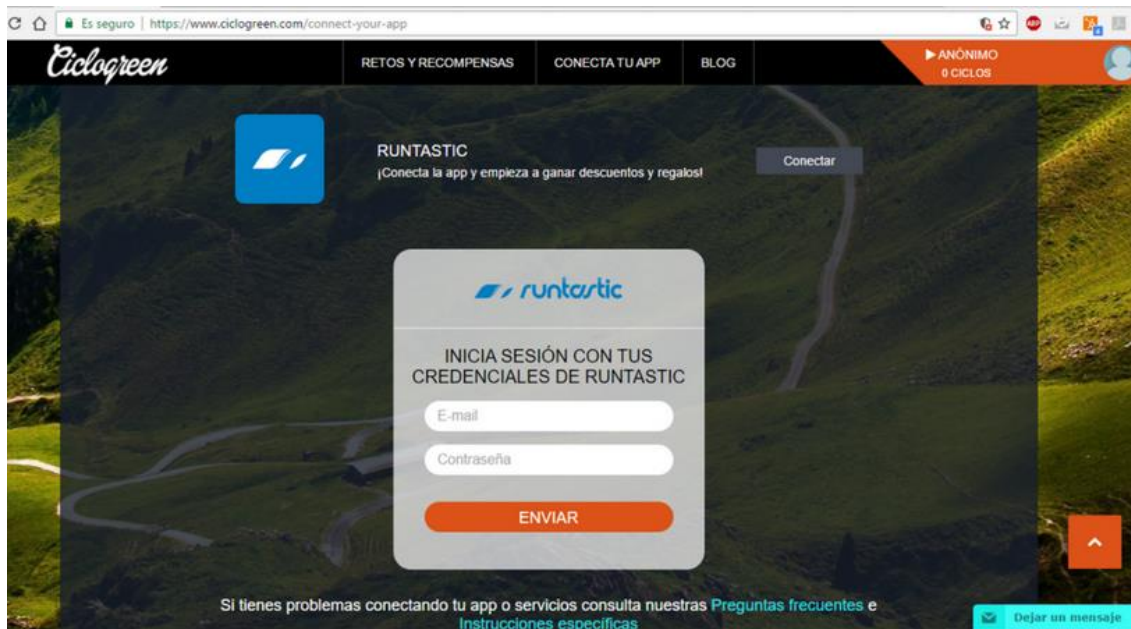 Es seguro | https://www.ciclogreen.com/connect-your-app
Ciclogreen
RETOS Y RECOMPENSAS
CONECTA TU APP
BLOG
ANÓNIMO
0 CICLOS
RUNTASTIC
¡Conecta la app y empieza a ganar descuentos y regalos!
Conectar
runtastic
INICIA SESIÓN CON TUS
CREDENCIALES DE RUNTASTIC
E-mail
Contraseña
ENVIAR
Si tienes problemas conectando tu app o servicios consulta nuestras Preguntas frecuentes e
Instrucciones específicas
Dejar un mensaje